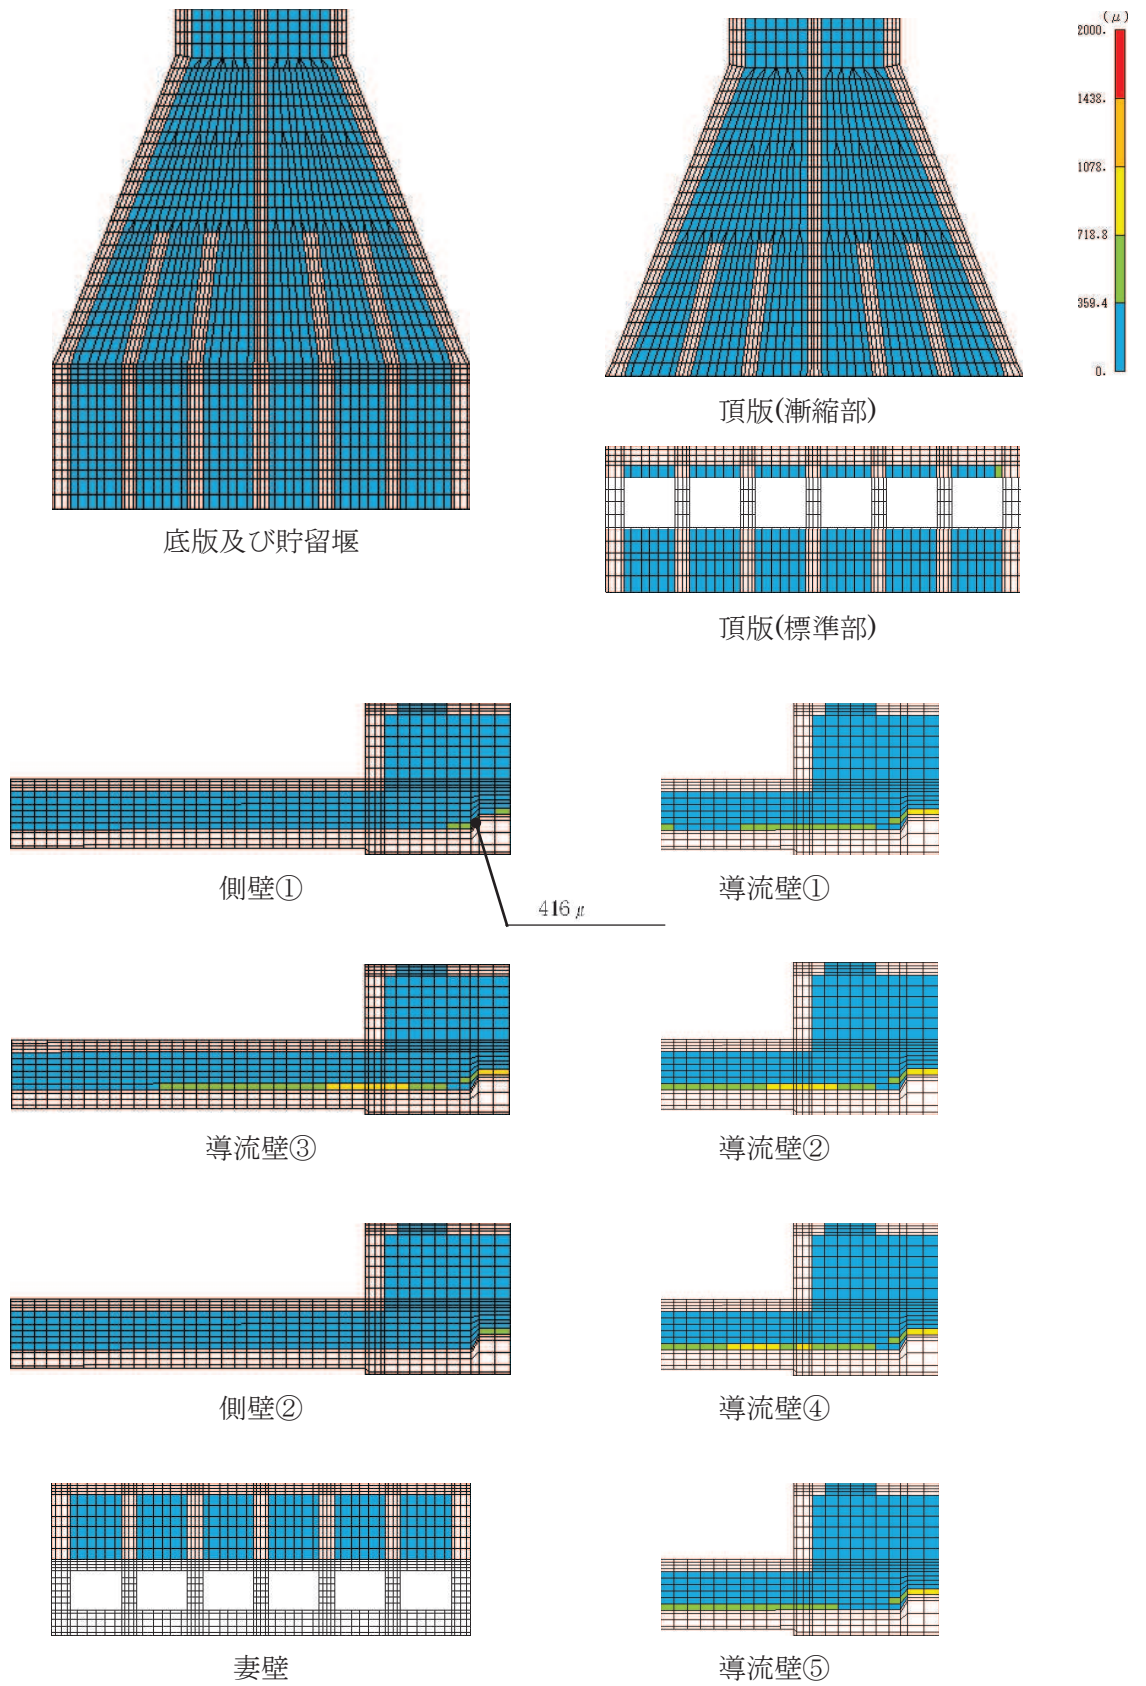 (μ)
2000.
1438.
1078.
718.8
359.4
0.
頂版(漸縮部)
底版及び貯留堰
頂版(標準部)
側壁①
導流壁①
416μ
導流壁③
導流壁②
側壁②
導流壁④
妻壁
導流壁⑤